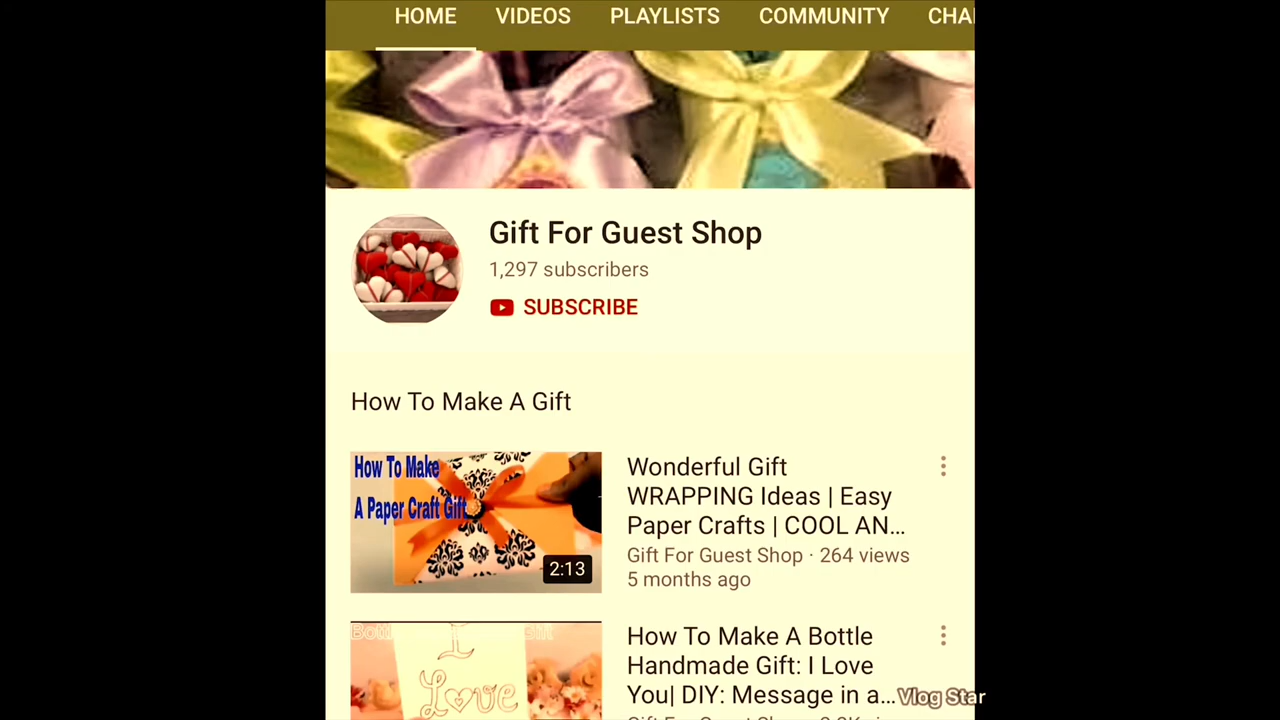 HOME VIDEOS PLAYLISTS COMMUNITY CHA
Gift For Guest Shop
1,297 subscribers
SUBSCRIBE
How To Make A Gift
How To Make
A Paper Craft Gift
2:13
Wonderful Gift
WRAPPING Ideas | Easy
Paper Crafts | COOL AN...
Gift For Guest Shop · 264 views
5 months ago
I
Love
How To Make A Bottle
Handmade Gift: I Love
You| DIY: Message in a...
Vlog Star